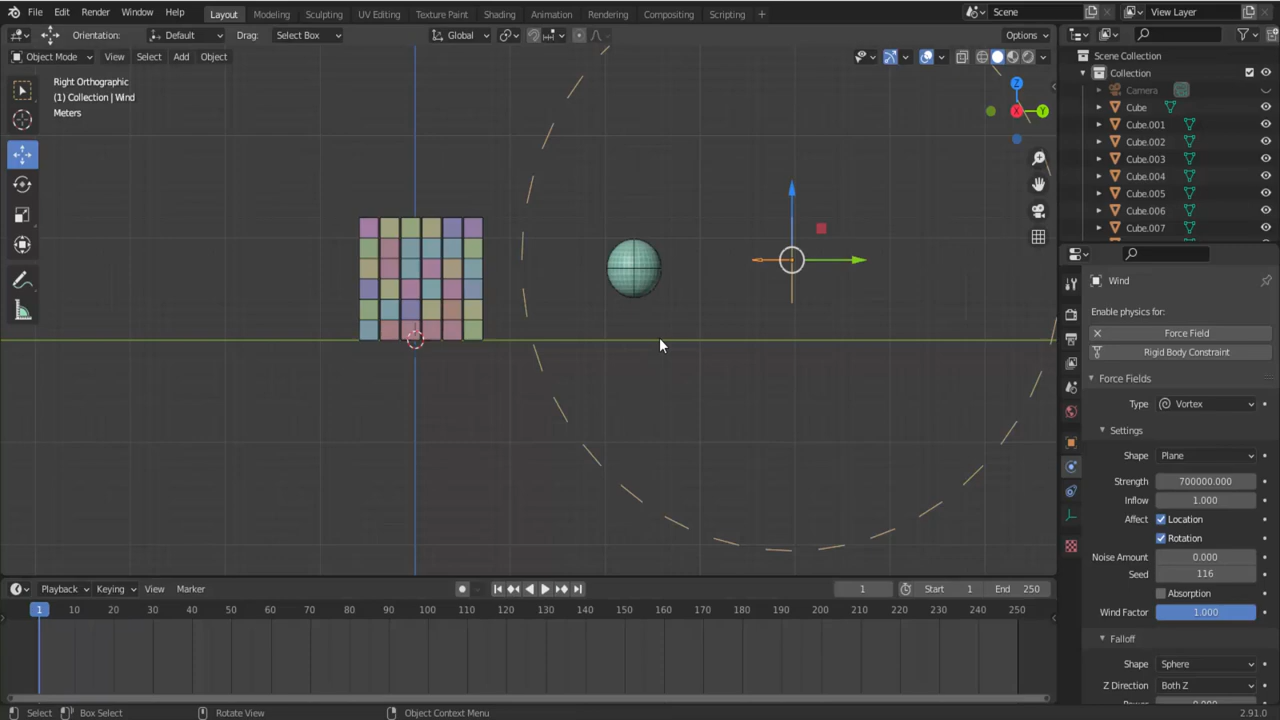 File Edit Render Window Help Layout Modeling Sculpting UV Editing Texture Paint Shading Animation Rendering Compositing Scripting + Scene View Layer
Orientation: Default Drag: Select Box Global Options
Object Mode View Select Add Object
Right Orthographic
(1) Collection | Wind
Meters
Z
X
Y
Scene Collection
Collection
Camera
Cube
Cube.001
Cube.002
Cube.003
Cube.004
Cube.005
Cube.006
Cube.007
Wind
Enable physics for:
Force Field
Rigid Body Constraint
Force Fields
Type Vortex
Settings
Shape Plane
Strength 700000.000
Inflow 1.000
Affect Location
Rotation
Noise Amount 0.000
Seed 116
Absorption
Wind Factor 1.000
Falloff
Shape Sphere
Z Direction Both Z
Playback Keying View Marker 1 Start 1 End 250
1 10 20 30 40 50 60 70 80 90 100 110 120 130 140 150 160 170 180 190 200 210 220 230 240 250
Select Box Select Rotate View Object Context Menu 2.91.0